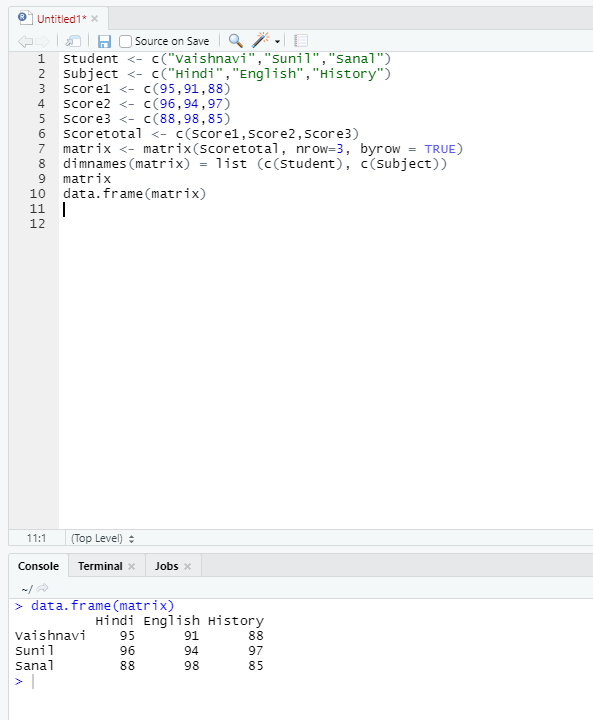 Untitled1*
Source on Save
1 Student <- c("Vaishnavi","Sunil","Sanal")
2 Subject <- c("Hindi","English","History")
3 Score1 <- c(95,91,88)
4 Score2 <- c(96,94,97)
5 Score3 <- c(88,98,85)
6 Scoretotal <- c(Score1,Score2,Score3)
7 matrix <- matrix(Scoretotal, nrow=3, byrow = TRUE)
8 dimnames(matrix) = list (c(Student), c(Subject))
9 matrix
10 data.frame(matrix)
11
12
11:1 (Top Level)
Console Terminal Jobs
~/
> data.frame(matrix)
Hindi English History
Vaishnavi 95 91 88
Sunil 96 94 97
Sanal 88 98 85
>